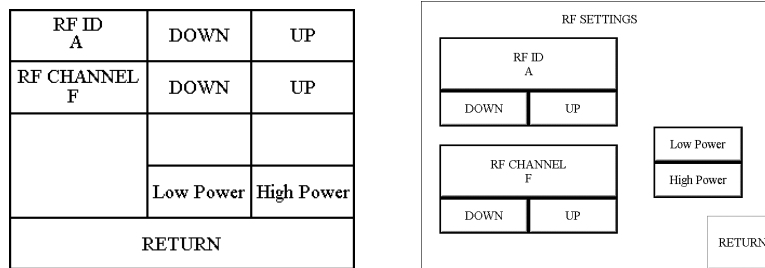 RF ID
A
DOWN
UP
RF CHANNEL
F
DOWN
UP
Low Power
High Power
RETURN
RF SETTINGS
RF ID
A
DOWN
UP
RF CHANNEL
F
DOWN
UP
Low Power
High Power
RETURN